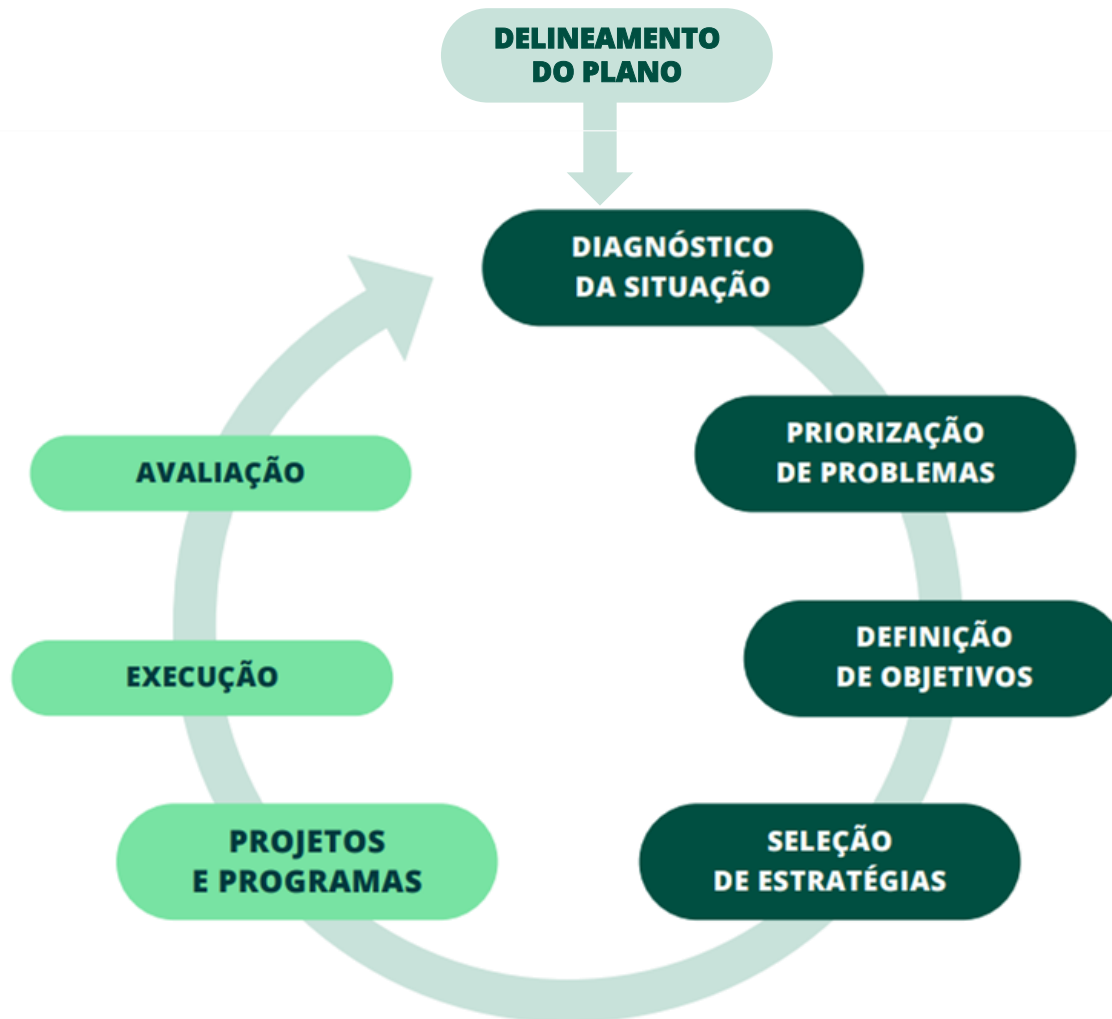 DELINEAMENTO
DO PLANO
DIAGNÓSTICO
DA SITUAÇÃO
PRIORIZAÇÃO
DE PROBLEMAS
DEFINIÇÃO
DE OBJETIVOS
SELEÇÃO
DE ESTRATÉGIAS
PROJETOS
E PROGRAMAS
EXECUÇÃO
AVALIAÇÃO